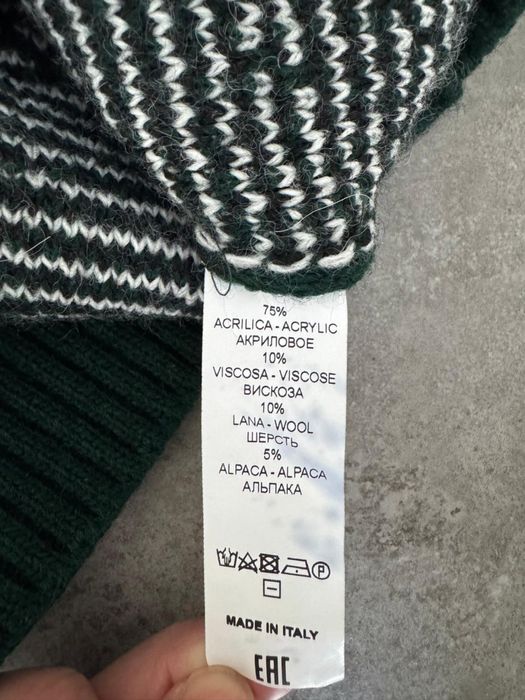 75%
ACRILICA - ACRYLIC
АКРИЛОВОЕ
10%
VISCOSA - VISCOSE
ВИСКОЗА
10%
LANA - WOOL
ШЕРСТЬ
5%
ALPACA - ALPACA
АЛЬПАКА
P
MADE IN ITALY
EAC